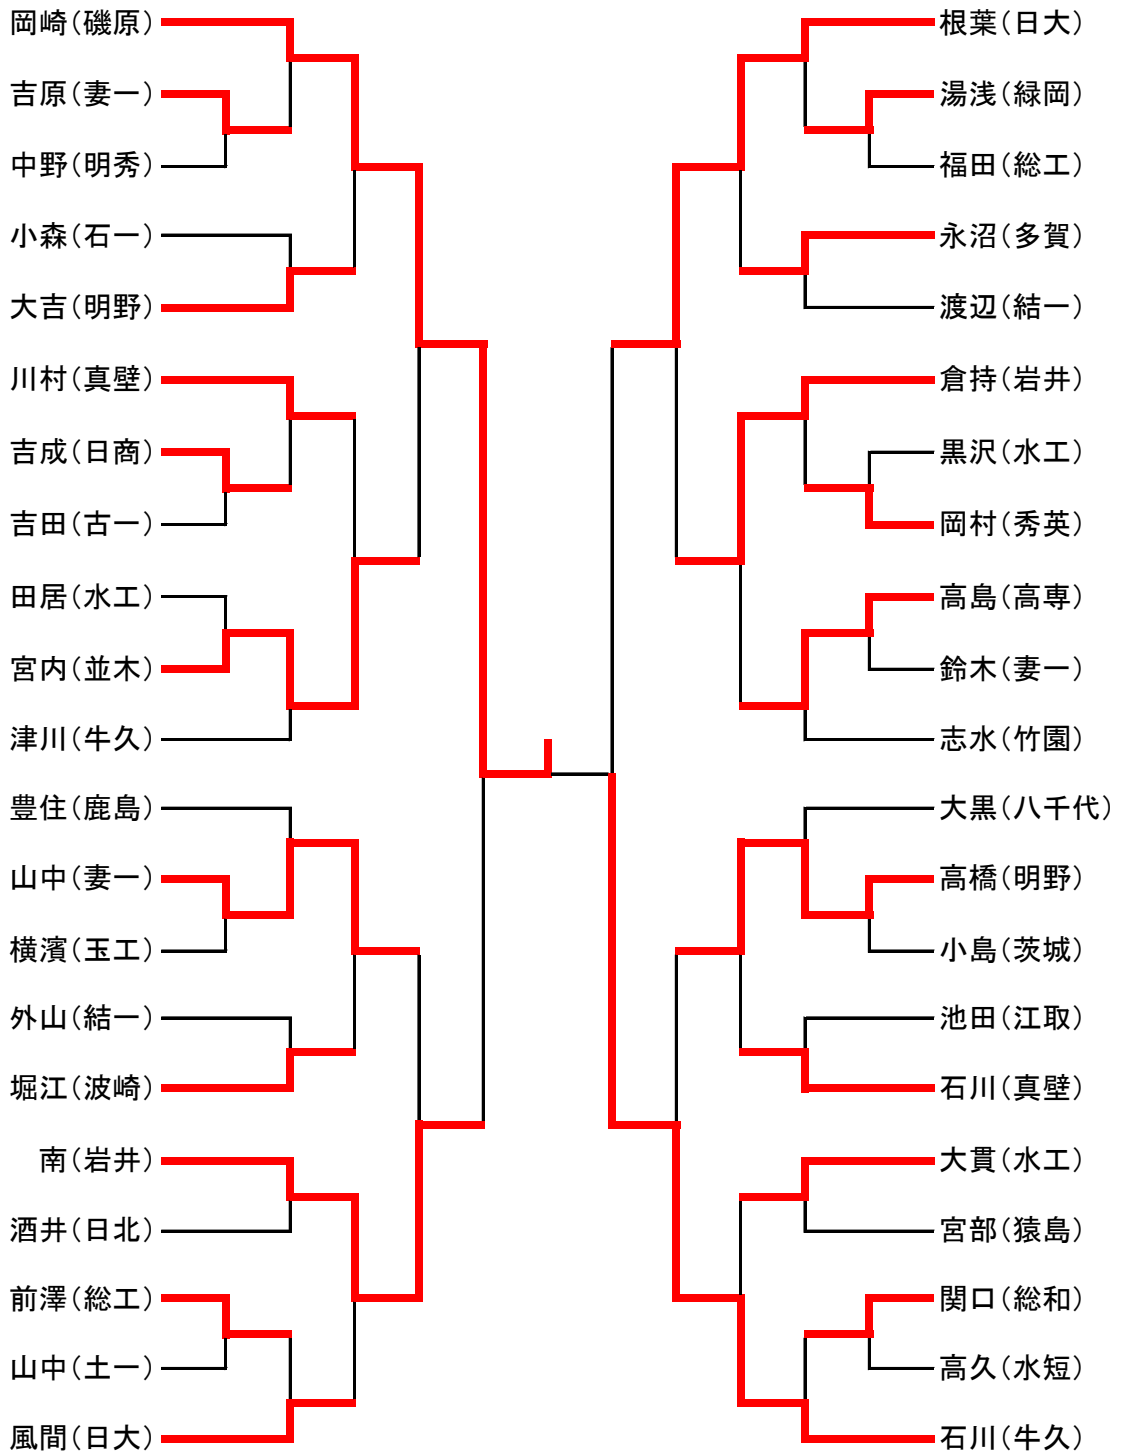 岡崎(磯原)
吉原(妻一)
中野(明秀)
小森(石一)
大吉(明野)
川村(真壁)
吉成(日商)
吉田(古一)
田居(水工)
宮内(並木)
津川(牛久)
豊住(鹿島)
山中(妻一)
横濱(玉工)
外山(結一)
堀江(波崎)
南(岩井)
酒井(日北)
前澤(総工)
山中(土一)
風間(日大)
根葉(日大)
湯浅(緑岡)
福田(総工)
永沼(多賀)
渡辺(結一)
倉持(岩井)
黒沢(水工)
岡村(秀英)
高島(高専)
鈴木(妻一)
志水(竹園)
大黒(八千代)
高橋(明野)
小島(茨城)
池田(江取)
石川(真壁)
大貫(水工)
宮部(猿島)
関口(総和)
高久(水短)
石川(牛久)